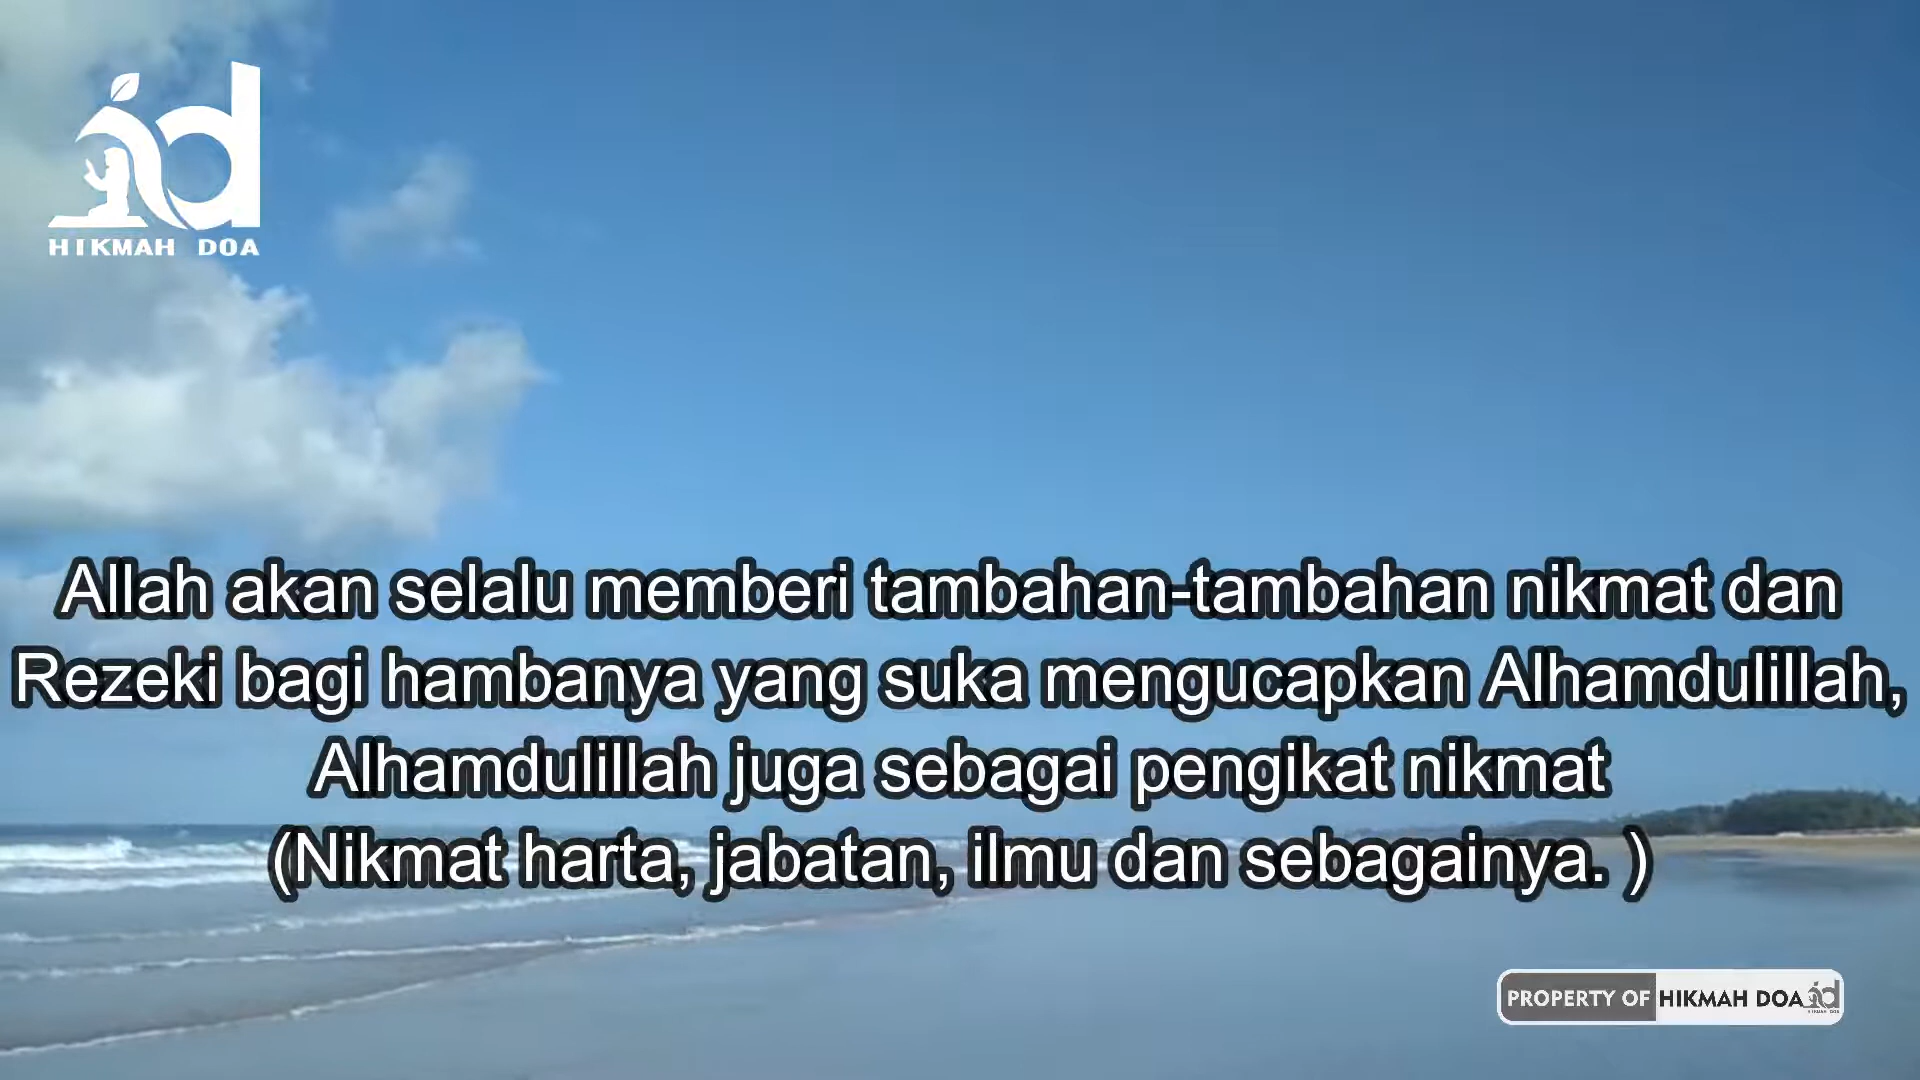 HIKMAH DOA
Allah akan selalu memberi tambahan-tambahan nikmat dan
Rezeki bagi hambanya yang suka mengucapkan Alhamdulillah,
Alhamdulillah juga sebagai pengikat nikmat
(Nikmat harta, jabatan, ilmu dan sebagainya. )
PROPERTY OF HIKMAH DOA